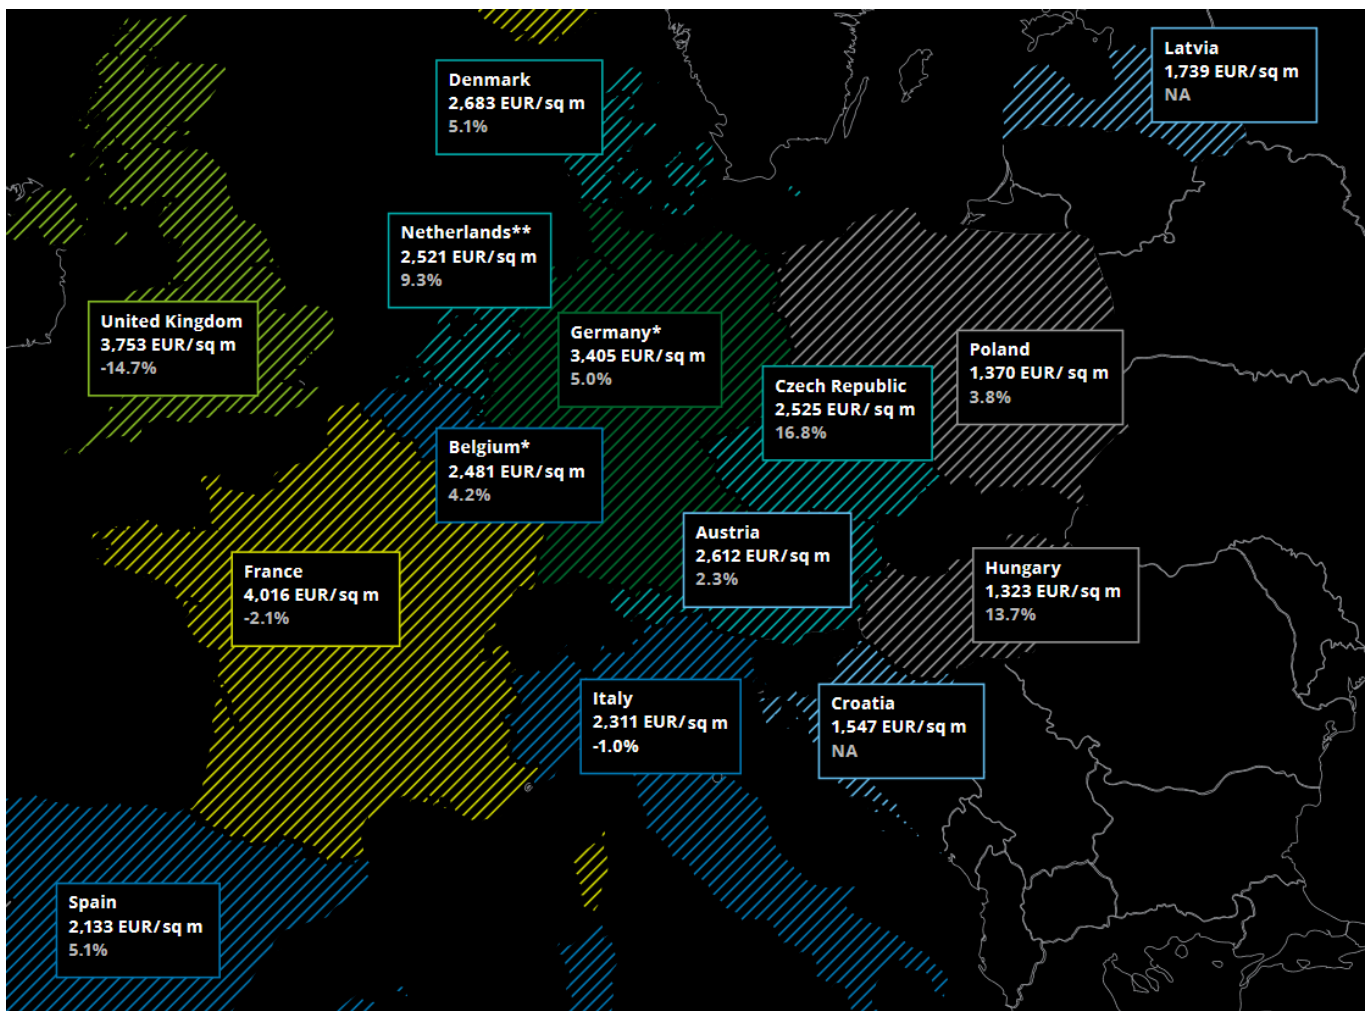 Latvia
1,739 EUR/sq m
NA
Denmark
2,683 EUR/sq m
5.1%
Netherlands**
2,521 EUR/sq m
9.3%
United Kingdom
3,753 EUR/sq m
-14.7%
Germany*
3,405 EUR/sq m
5.0%
Poland
1,370 EUR/ sq m
3.8%
Czech Republic
2,525 EUR/ sq m
16.8%
Belgium*
2,481 EUR/sq m
4.2%
Austria
2,612 EUR/sq m
2.3%
France
4,016 EUR/sq m
-2.1%
Hungary
1,323 EUR/sq m
13.7%
Italy
2,311 EUR/sq m
-1.0%
Croatia
1,547 EUR/sq m
NA
Spain
2,133 EUR/sq m
5.1%